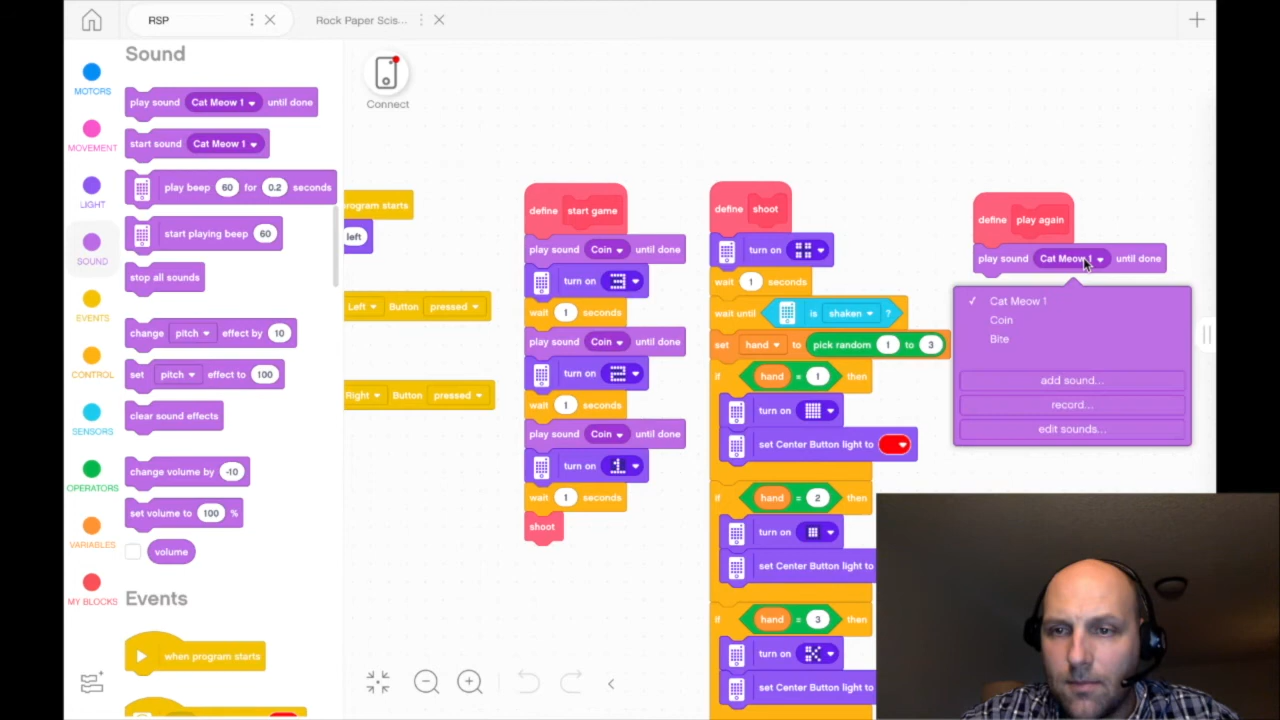 RSP
Rock Paper Scis...
MOTORS
MOVEMENT
LIGHT
SOUND
EVENTS
CONTROL
SENSORS
OPERATORS
VARIABLES
MY BLOCKS
Sound
play sound Cat Meow 1 until done
start sound Cat Meow 1
play beep 60 for 0.2 seconds
start playing beep 60
stop all sounds
change pitch effect by 10
set pitch effect to 100
clear sound effects
change volume by -10
set volume to 100 %
volume
Events
when program starts
Connect
program starts
left
Left Button pressed
Right Button pressed
define start game
play sound Coin until done
turn on
wait 1 seconds
play sound Coin until done
turn on
wait 1 seconds
play sound Coin until done
turn on
wait 1 seconds
shoot
define shoot
turn on
wait 1 seconds
wait until is shaken ?
set hand to pick random 1 to 3
if hand = 1 then
turn on
set Center Button light to
if hand = 2 then
turn on
set Center Button light to
if hand = 3 then
turn on
set Center Button light to
define play again
play sound Cat Meow 1 until done
✓ Cat Meow 1
Coin
Bite
add sound...
record...
edit sounds...